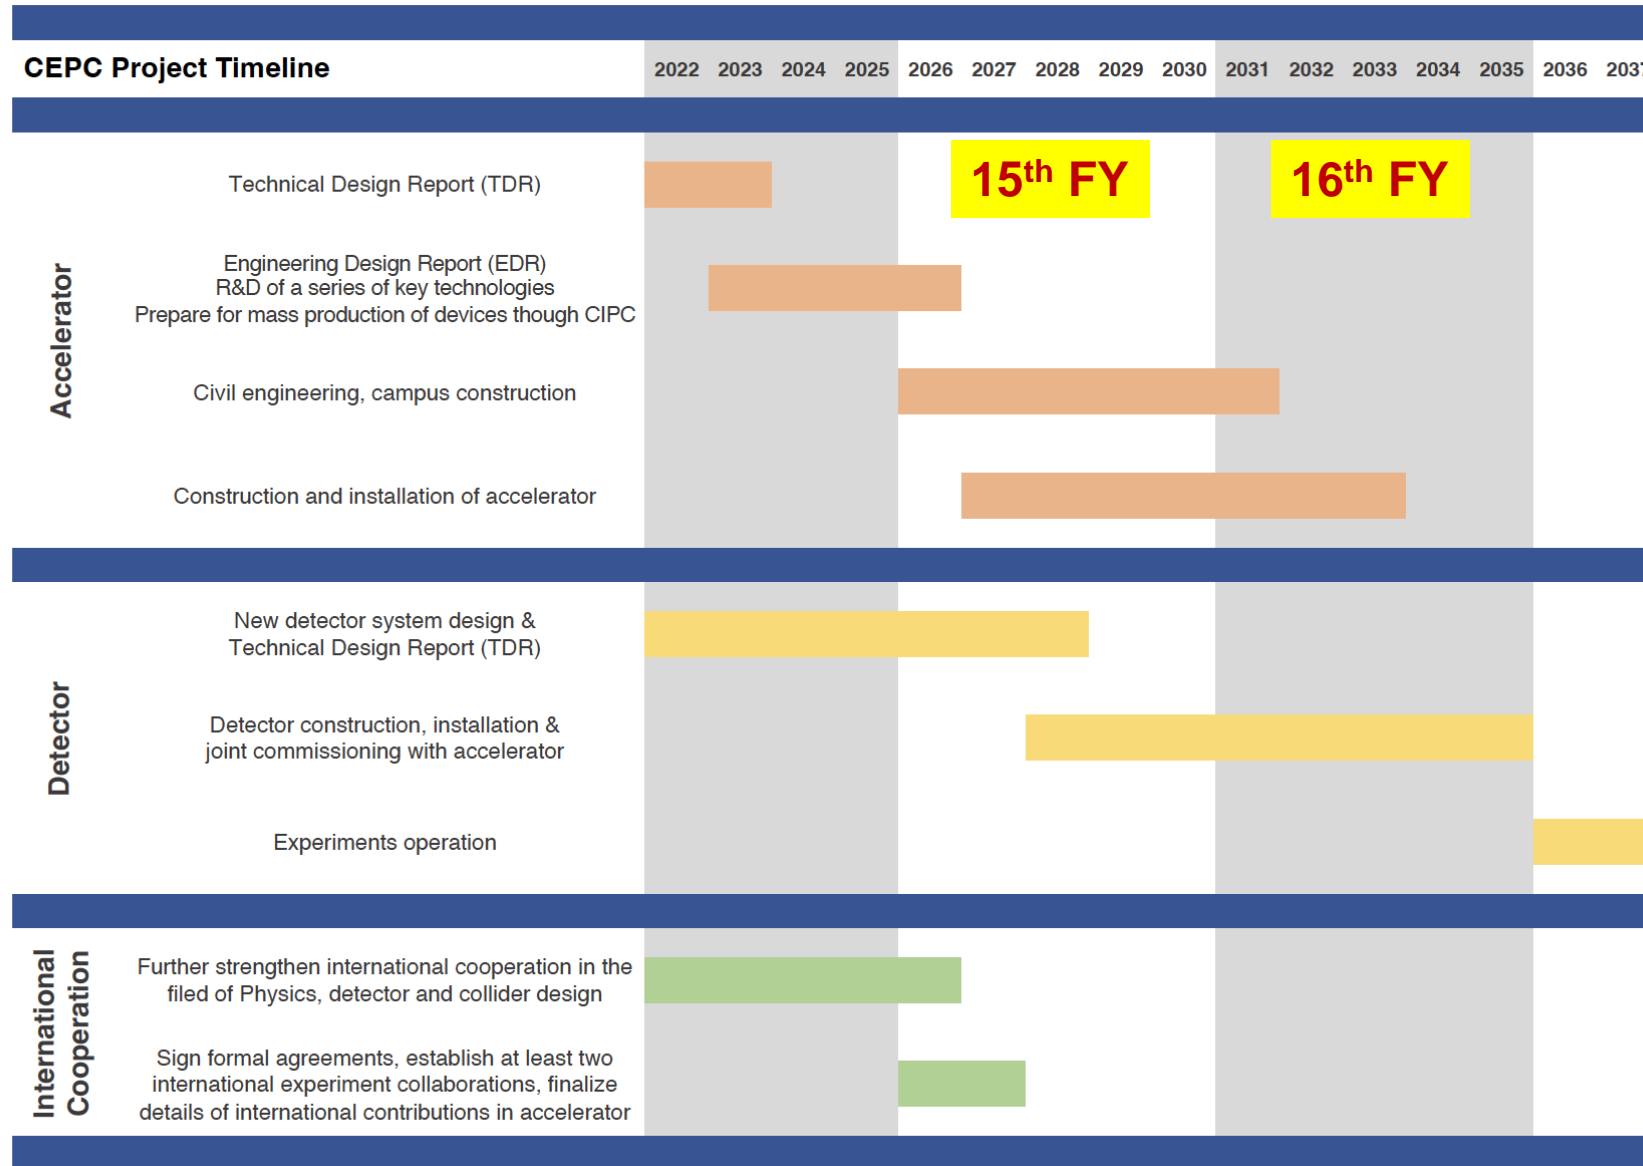 CEPC Project Timeline 2022 2023 2024 2025 2026 2027 2028 2029 2030 2031 2032 2033 2034 2035 2036 2037
15th FY 16th FY
Accelerator
Technical Design Report (TDR)
Engineering Design Report (EDR)
R&D of a series of key technologies
Prepare for mass production of devices though CIPC
Civil engineering, campus construction
Construction and installation of accelerator
Detector
New detector system design &
Technical Design Report (TDR)
Detector construction, installation &
joint commissioning with accelerator
Experiments operation
International
Cooperation
Further strengthen international cooperation in the
filed of Physics, detector and collider design
Sign formal agreements, establish at least two
international experiment collaborations, finalize
details of international contributions in accelerator